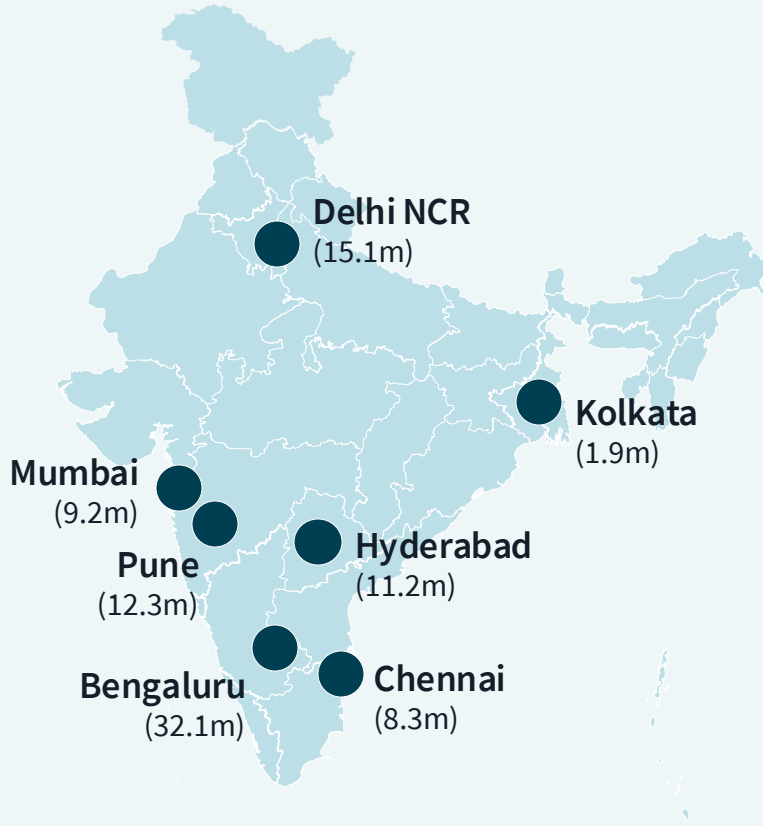 Delhi NCR
(15.1m)
Kolkata
(1.9m)
Mumbai
(9.2m)
Pune
(12.3m)
Hyderabad
(11.2m)
Bengaluru
(32.1m)
Chennai
(8.3m)